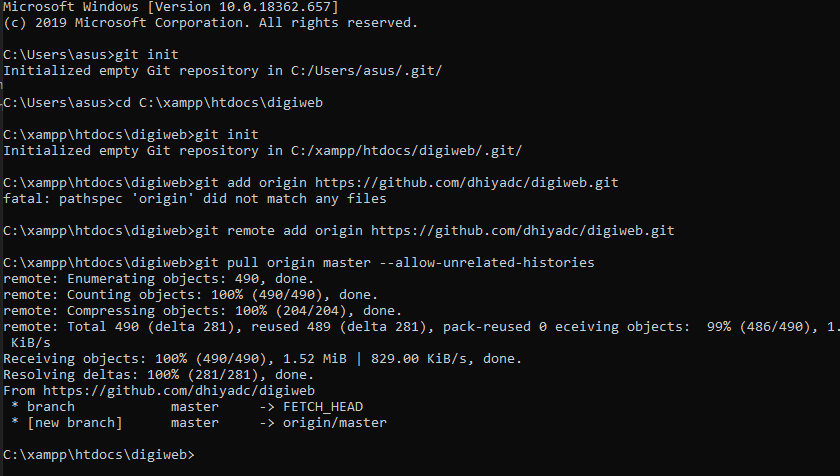 Microsoft Windows [Version 10.0.18362.657]
(c) 2019 Microsoft Corporation. All rights reserved.
C:\Users\asus>git init
Initialized empty Git repository in C:/Users/asus/.git/
C:\Users\asus>cd C:\xampp\htdocs\digiweb
C:\xampp\htdocs\digiweb>git init
Initialized empty Git repository in C:/xampp/htdocs/digiweb/.git/
C:\xampp\htdocs\digiweb>git add origin https://github.com/dhiyadc/digiweb.git
fatal: pathspec 'origin' did not match any files
C:\xampp\htdocs\digiweb>git remote add origin https://github.com/dhiyadc/digiweb.git
C:\xampp\htdocs\digiweb>git pull origin master --allow-unrelated-histories
remote: Enumerating objects: 490, done.
remote: Counting objects: 100% (490/490), done.
remote: Compressing objects: 100% (204/204), done.
remote: Total 490 (delta 281), reused 489 (delta 281), pack-reused 0 eceiving objects:  99% (486/490), 1.
 KiB/s
Receiving objects: 100% (490/490), 1.52 MiB | 829.00 KiB/s, done.
Resolving deltas: 100% (281/281), done.
From https://github.com/dhiyadc/digiweb
 * branch            master     -> FETCH_HEAD
 * [new branch]      master     -> origin/master
C:\xampp\htdocs\digiweb>